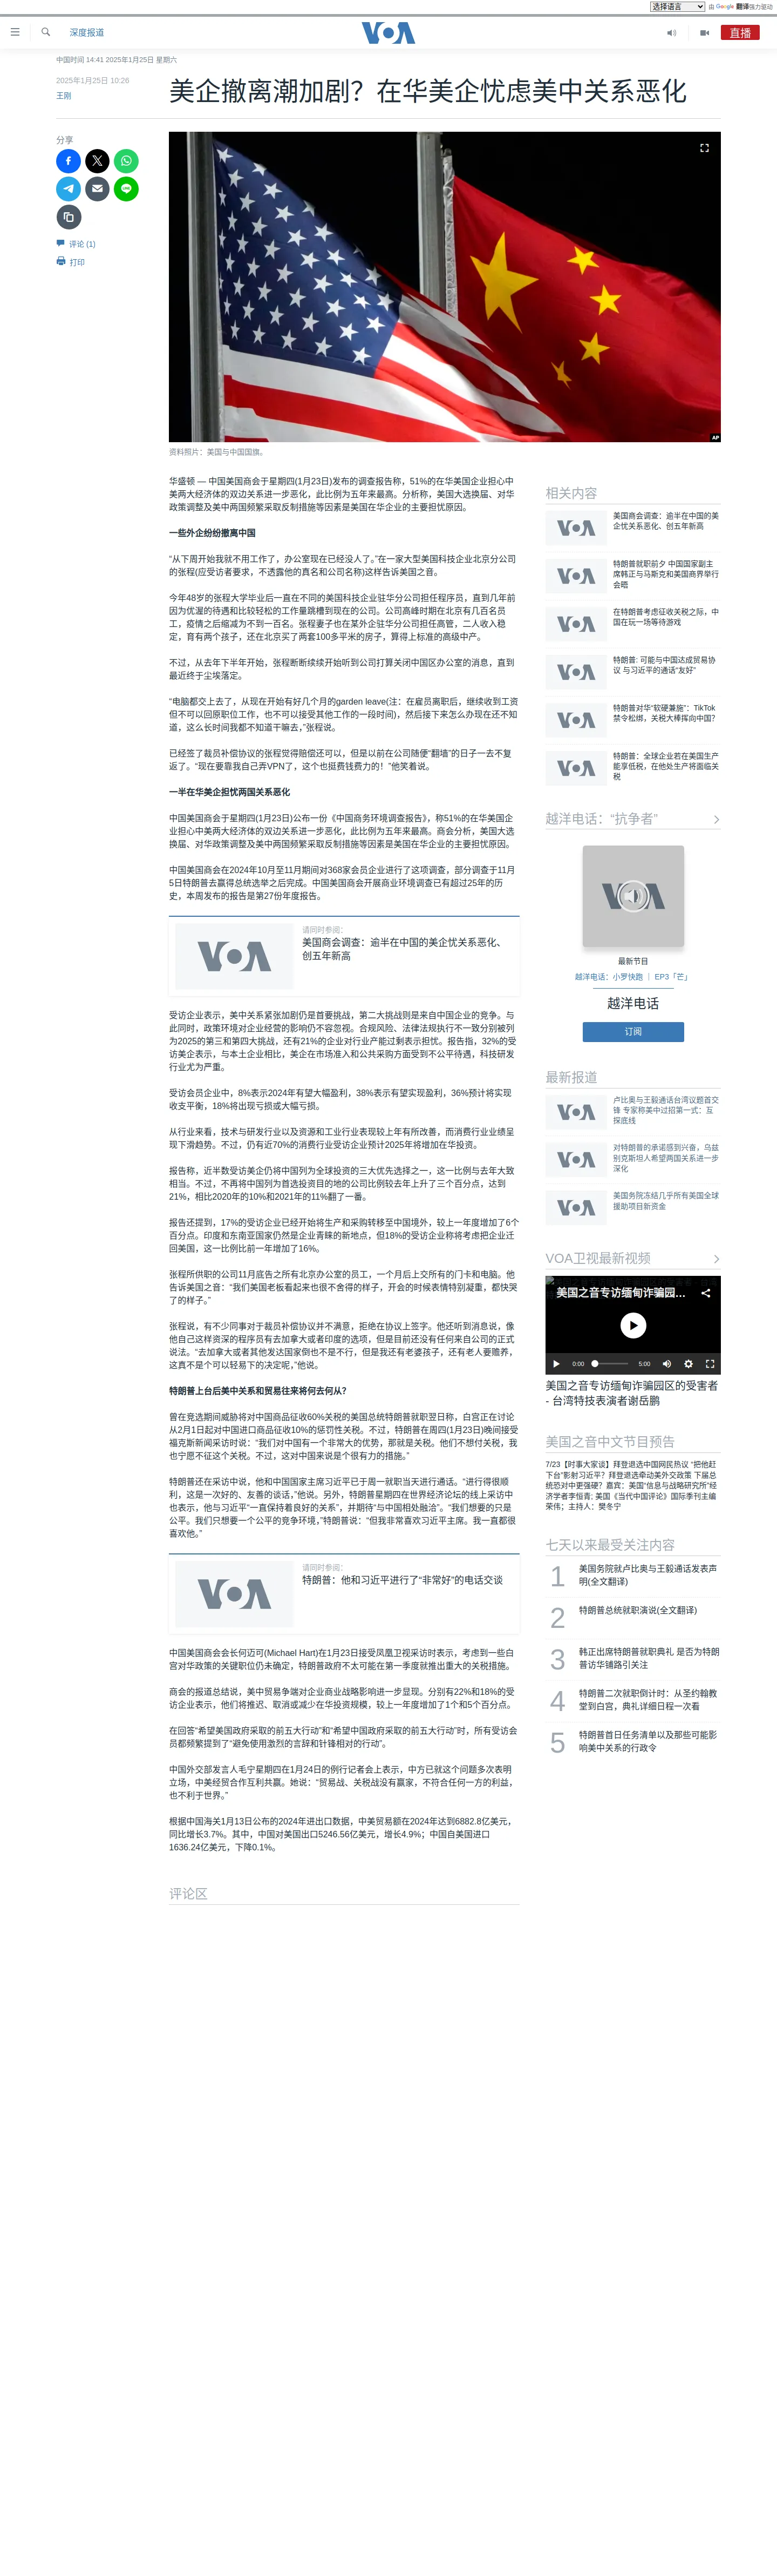 选择语言 由 Google 翻译强力驱动
深度报道
VOA
直播
中国时间 14:41 2025年1月25日 星期六
2025年1月25日 10:26
王刚
美企撤离潮加剧？在华美企忧虑美中关系恶化
分享
评论 (1)
打印
AP
资料照片：美国与中国国旗。
华盛顿 — 中国美国商会于星期四(1月23日)发布的调查报告称，51%的在华美国企业担心中
美两大经济体的双边关系进一步恶化，此比例为五年来最高。分析称，美国大选换届、对华
政策调整及美中两国频繁采取反制措施等因素是美国在华企业的主要担忧原因。
一些外企纷纷撤离中国
“从下周开始我就不用工作了，办公室现在已经没人了。”在一家大型美国科技企业北京分公司
的张程(应受访者要求，不透露他的真名和公司名称)这样告诉美国之音。
今年48岁的张程大学毕业后一直在不同的美国科技企业驻华分公司担任程序员，直到几年前
因为优渥的待遇和比较轻松的工作量跳槽到现在的公司。公司高峰时期在北京有几百名员
工，疫情之后缩减为不到一百名。张程妻子也在某外企驻华分公司担任高管，二人收入稳
定，育有两个孩子，还在北京买了两套100多平米的房子，算得上标准的高级中产。
不过，从去年下半年开始，张程断断续续开始听到公司打算关闭中国区办公室的消息，直到
最近终于尘埃落定。
“电脑都交上去了，从现在开始有好几个月的garden leave(注：在雇员离职后，继续收到工资
但不可以回原职位工作，也不可以接受其他工作的一段时间)，然后接下来怎么办现在还不知
道，这么长时间我都不知道干嘛去，”张程说。
已经签了裁员补偿协议的张程觉得赔偿还可以，但是以前在公司随便“翻墙”的日子一去不复
返了。“现在要靠我自己弄VPN了，这个也挺费钱费力的！”他笑着说。
一半在华美企担忧两国关系恶化
中国美国商会于星期四(1月23日)公布一份《中国商务环境调查报告》，称51%的在华美国企
业担心中美两大经济体的双边关系进一步恶化，此比例为五年来最高。商会分析，美国大选
换届、对华政策调整及美中两国频繁采取反制措施等因素是美国在华企业的主要担忧原因。
中国美国商会在2024年10月至11月期间对368家会员企业进行了这项调查，部分调查于11月
5日特朗普去赢得总统选举之后完成。中国美国商会开展商业环境调查已有超过25年的历
史，本周发布的报告是第27份年度报告。
VOA
请同时参阅:
美国商会调查：逾半在中国的美企忧关系恶化、
创五年新高
受访企业表示，美中关系紧张加剧仍是首要挑战，第二大挑战则是来自中国企业的竞争。与
此同时，政策环境对企业经营的影响仍不容忽视。合规风险、法律法规执行不一致分别被列
为2025的第三和第四大挑战，还有21%的企业对行业产能过剩表示担忧。报告指，32%的受
访美企表示，与本土企业相比，美企在市场准入和公共采购方面受到不公平待遇，科技研发
行业尤为严重。
受访会员企业中，8%表示2024年有望大幅盈利，38%表示有望实现盈利，36%预计将实现
收支平衡，18%将出现亏损或大幅亏损。
从行业来看，技术与研发行业以及资源和工业行业表现较上年有所改善，而消费行业业绩呈
现下滑趋势。不过，仍有近70%的消费行业受访企业预计2025年将增加在华投资。
报告称，近半数受访美企仍将中国列为全球投资的三大优先选择之一，这一比例与去年大致
相当。不过，不再将中国列为首选投资目的地的公司比例较去年上升了三个百分点，达到
21%，相比2020年的10%和2021年的11%翻了一番。
报告还提到，17%的受访企业已经开始将生产和采购转移至中国境外，较上一年度增加了6个
百分点。印度和东南亚国家仍然是企业青睐的新地点，但18%的受访企业称将考虑把企业迁
回美国，这一比例比前一年增加了16%。
张程所供职的公司11月底告之所有北京办公室的员工，一个月后上交所有的门卡和电脑。他
告诉美国之音：“我们美国老板看起来也很不舍得的样子，开会的时候表情特别凝重，都快哭
了的样子。”
张程说，有不少同事对于裁员补偿协议并不满意，拒绝在协议上签字。他还听到消息说，像
他自己这样资深的程序员有去加拿大或者印度的选项，但是目前还没有任何来自公司的正式
说法。“去加拿大或者其他发达国家倒也不是不行，但是我还有老婆孩子，还有老人要赡养，
这真不是个可以轻易下的决定呢，”他说。
特朗普上台后美中关系和贸易往来将何去何从?
曾在竞选期间威胁将对中国商品征收60%关税的美国总统特朗普就职翌日称，白宫正在讨论
从2月1日起对中国进口商品征收10%的惩罚性关税。不过，特朗普在周四(1月23日)晚间接受
福克斯新闻采访时说：“我们对中国有一个非常大的优势，那就是关税。他们不想付关税，我
也宁愿不征这个关税。不过，这对中国来说是个很有力的措施。”
特朗普还在采访中说，他和中国国家主席习近平已于周一就职当天进行通话。“进行得很顺
利，这是一次好的、友善的谈话，”他说。另外，特朗普星期四在世界经济论坛的线上采访中
也表示，他与习近平“一直保持着良好的关系”，并期待“与中国相处融洽”。“我们想要的只是
公平。我们只想要一个公平的竞争环境，”特朗普说：“但我非常喜欢习近平主席。我一直都很
喜欢他。”
VOA
请同时参阅:
特朗普：他和习近平进行了“非常好”的电话交谈
中国美国商会会长何迈可(Michael Hart)在1月23日接受凤凰卫视采访时表示，考虑到一些白
宫对华政策的关键职位仍未确定，特朗普政府不太可能在第一季度就推出重大的关税措施。
商会的报道总结说，美中贸易争端对企业商业战略影响进一步显现。分别有22%和18%的受
访企业表示，他们将推迟、取消或减少在华投资规模，较上一年度增加了1个和5个百分点。
在回答“希望美国政府采取的前五大行动”和“希望中国政府采取的前五大行动”时，所有受访会
员都频繁提到了“避免使用激烈的言辞和针锋相对的行动”。
中国外交部发言人毛宁星期四在1月24日的例行记者会上表示，中方已就这个问题多次表明
立场，中美经贸合作互利共赢。她说：“贸易战、关税战没有赢家，不符合任何一方的利益，
也不利于世界。”
根据中国海关1月13日公布的2024年进出口数据，中美贸易额在2024年达到6882.8亿美元，
同比增长3.7%。其中，中国对美国出口5246.56亿美元，增长4.9%；中国自美国进口
1636.24亿美元，下降0.1%。
评论区
相关内容
VOA
美国商会调查：逾半在中国的美
企忧关系恶化、创五年新高
VOA
特朗普就职前夕 中国国家副主
席韩正与马斯克和美国商界举行
会晤
VOA
在特朗普考虑征收关税之际，中
国在玩一场等待游戏
VOA
特朗普: 可能与中国达成贸易协
议 与习近平的通话“友好”
VOA
特朗普对华“软硬兼施”：TikTok
禁令松绑，关税大棒挥向中国？
VOA
特朗普：全球企业若在美国生产
能享低税，在他处生产将面临关
税
越洋电话：“抗争者”
VOA
最新节目
越洋电话：小罗快跑 ｜ EP3「芒」
越洋电话
订阅
最新报道
VOA
卢比奥与王毅通话台湾议题首交
锋 专家称美中过招第一式：互
探底线
VOA
对特朗普的承诺感到兴奋，乌兹
别克斯坦人希望两国关系进一步
深化
VOA
美国务院冻结几乎所有美国全球
援助项目新资金
VOA卫视最新视频
美国之音专访缅甸诈骗园...
0:00 5:00
美国之音专访缅甸诈骗园区的受害者
- 台湾特技表演者谢岳鹏
美国之音中文节目预告
7/23【时事大家谈】拜登退选中国网民热议 “把他赶
下台”影射习近平？拜登退选牵动美外交政策 下届总
统恐对中更强硬？嘉宾：美国“信息与战略研究所”经
济学者李恒青; 美国《当代中国评论》国际季刊主编
荣伟；主持人：樊冬宁
七天以来最受关注内容
1 美国务院就卢比奥与王毅通话发表声
明(全文翻译)
2 特朗普总统就职演说(全文翻译)
3 韩正出席特朗普就职典礼 是否为特朗
普访华铺路引关注
4 特朗普二次就职倒计时：从圣约翰教
堂到白宫，典礼详细日程一次看
5 特朗普首日任务清单以及那些可能影
响美中关系的行政令